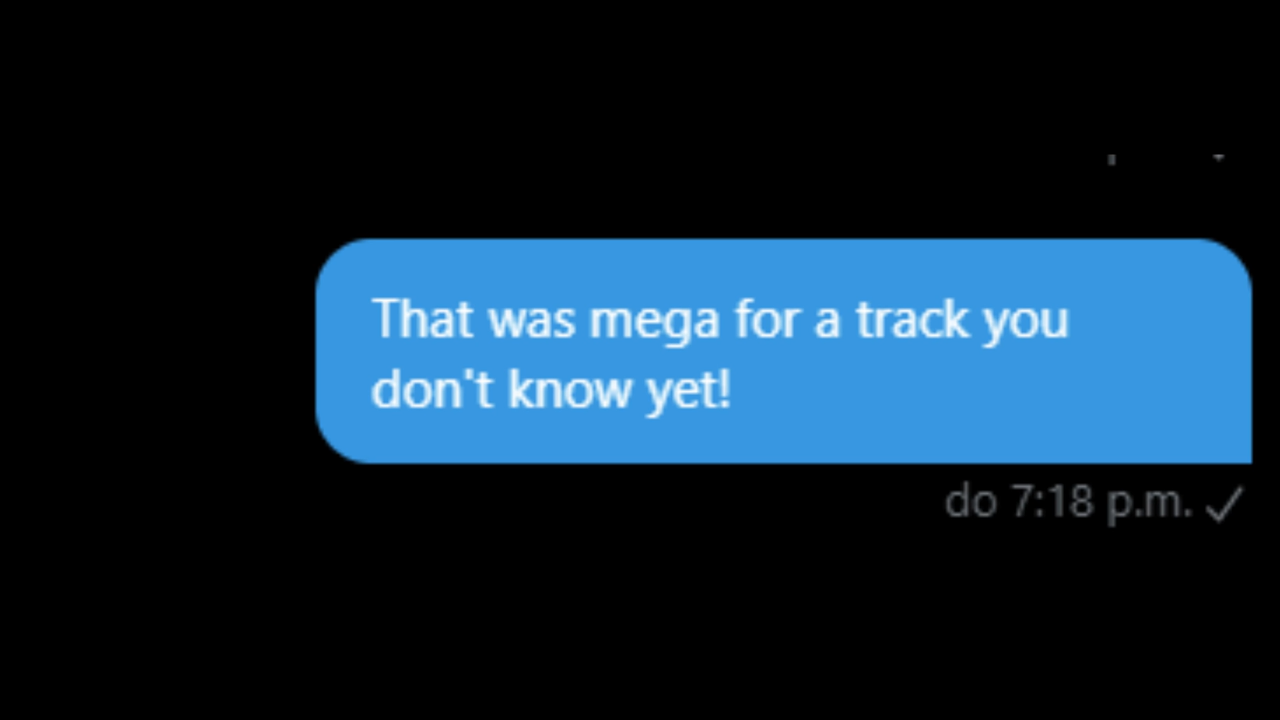 That was mega for a track you
don't know yet!
do 7:18 p.m.